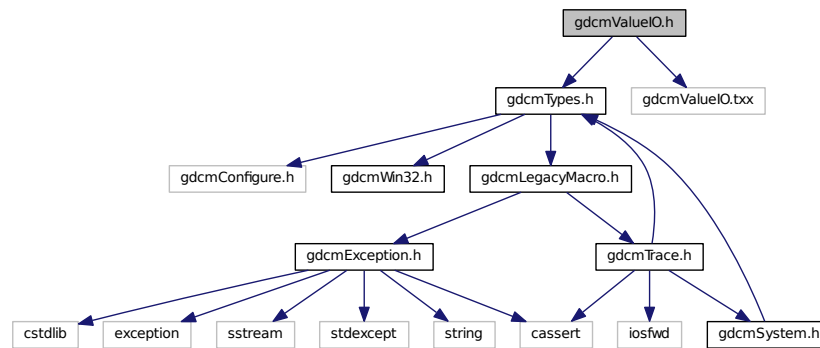 gdcmValueIO.h
gdcmTypes.h
gdcmValueIO.txx
gdcmConfigure.h
gdcmWin32.h
gdcmLegacyMacro.h
gdcmException.h
gdcmTrace.h
cstdlib
exception
sstream
stdexcept
string
cassert
iosfwd
gdcmSystem.h